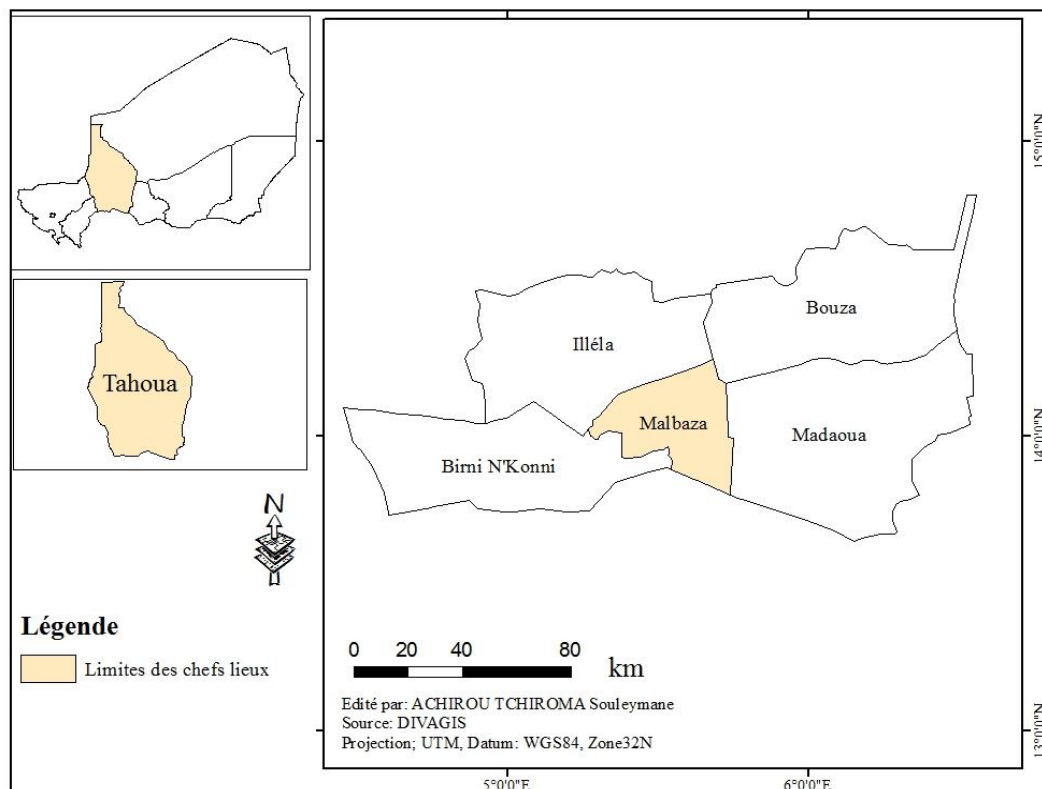 Tahoua
N
Légende
Limites des chefs lieux
Illéla
Bouza
Malbaza
Madaoua
Birni N'Konni
0 20 40 80
km
Edité par: ACHIROU TCHIROMA Souleymane
Source: DIVAGIS
Projection; UTM, Datum: WGS84, Zone32N
15°0'0"N
14°0'0"N
13°0'0"N
5°0'0"E
6°0'0"E